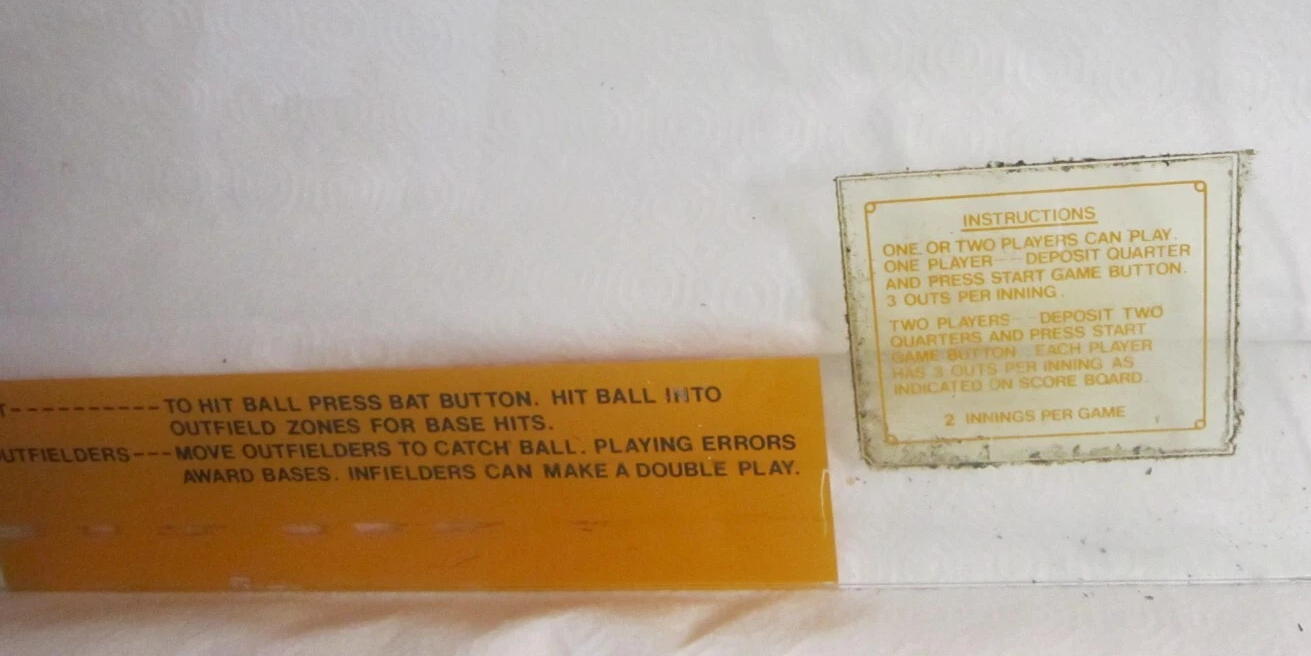 T----------TO HIT BALL PRESS BAT BUTTON. HIT BALL INTO
OUTFIELD ZONES FOR BASE HITS.
UTFIELDERS---MOVE OUTFIELDERS TO CATCH BALL. PLAYING ERRORS
AWARD BASES. INFIELDERS CAN MAKE A DOUBLE PLAY.
INSTRUCTIONS
ONE OR TWO PLAYERS CAN PLAY.
ONE PLAYER---DEPOSIT QUARTER
AND PRESS START GAME BUTTON.
3 OUTS PER INNING.
TWO PLAYERS---DEPOSIT TWO
QUARTERS AND PRESS START
GAME BUTTON. EACH PLAYER
HAS 3 OUTS PER INNING AS
INDICATED ON SCORE BOARD.
2 INNINGS PER GAME